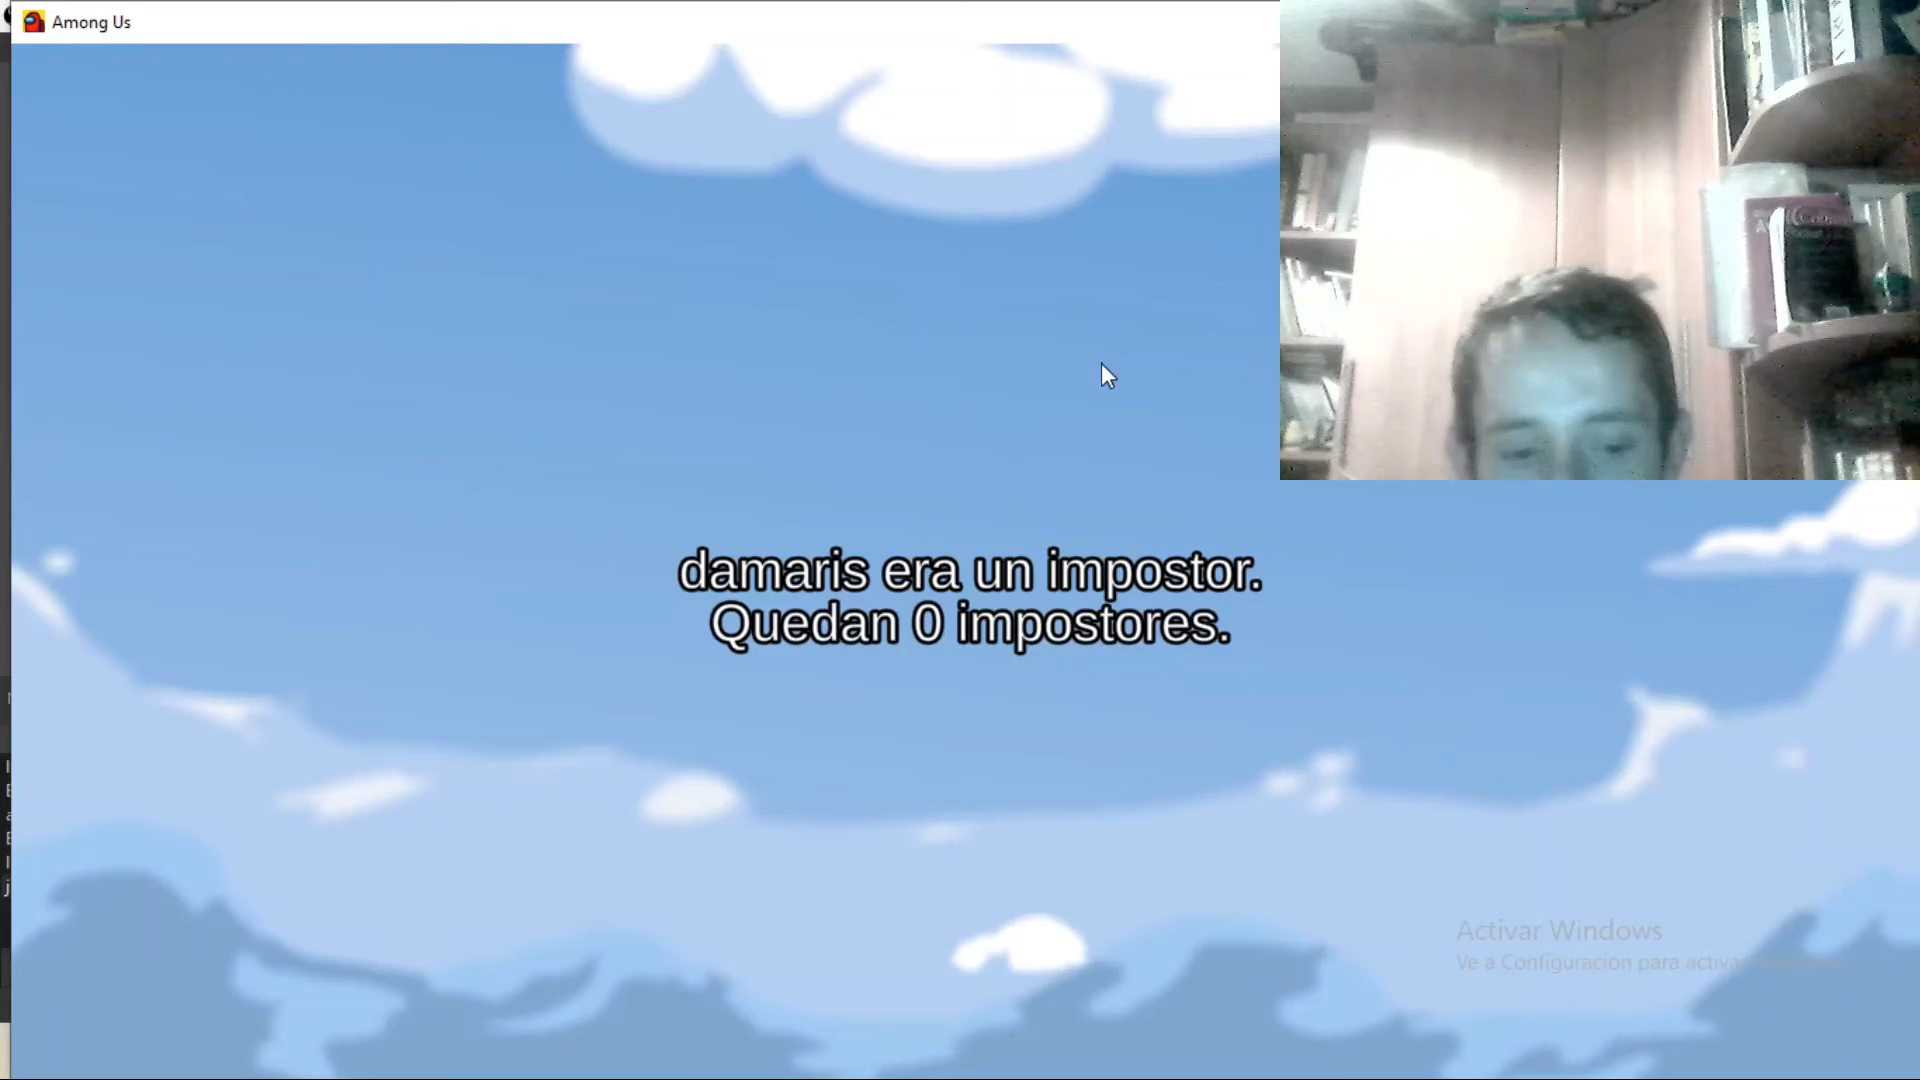 Among Us
damaris era un impostor.
Quedan 0 impostores.
Activar Windows
Ve a Configuración para activar